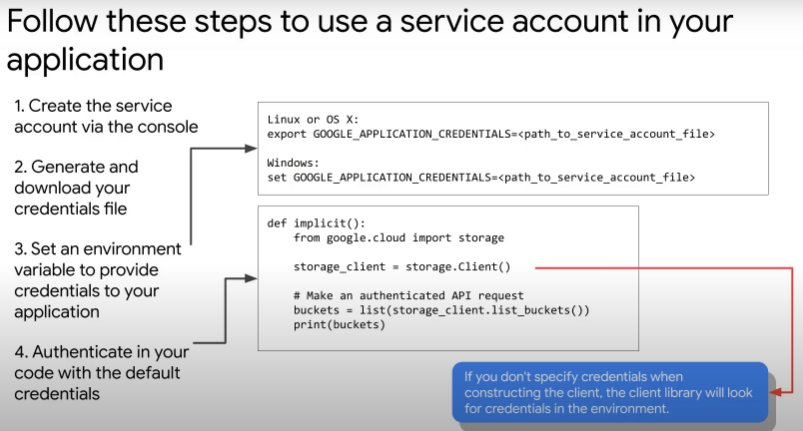 Follow these steps to use a service account in your
application
1. Create the service
account via the console
2. Generate and
download your
credentials file
3. Set an environment
variable to provide
credentials to your
application
4. Authenticate in your
code with the default
credentials
Linux or OS X:
export GOOGLE_APPLICATION_CREDENTIALS=<path_to_service_account_file>
Windows:
set GOOGLE_APPLICATION_CREDENTIALS=<path_to_service_account_file>
def implicit():
    from google.cloud import storage
    storage_client = storage.Client()
    # Make an authenticated API request
    buckets = list(storage_client.list_buckets())
    print(buckets)
If you don't specify credentials when
constructing the client, the client library will look
for credentials in the environment.